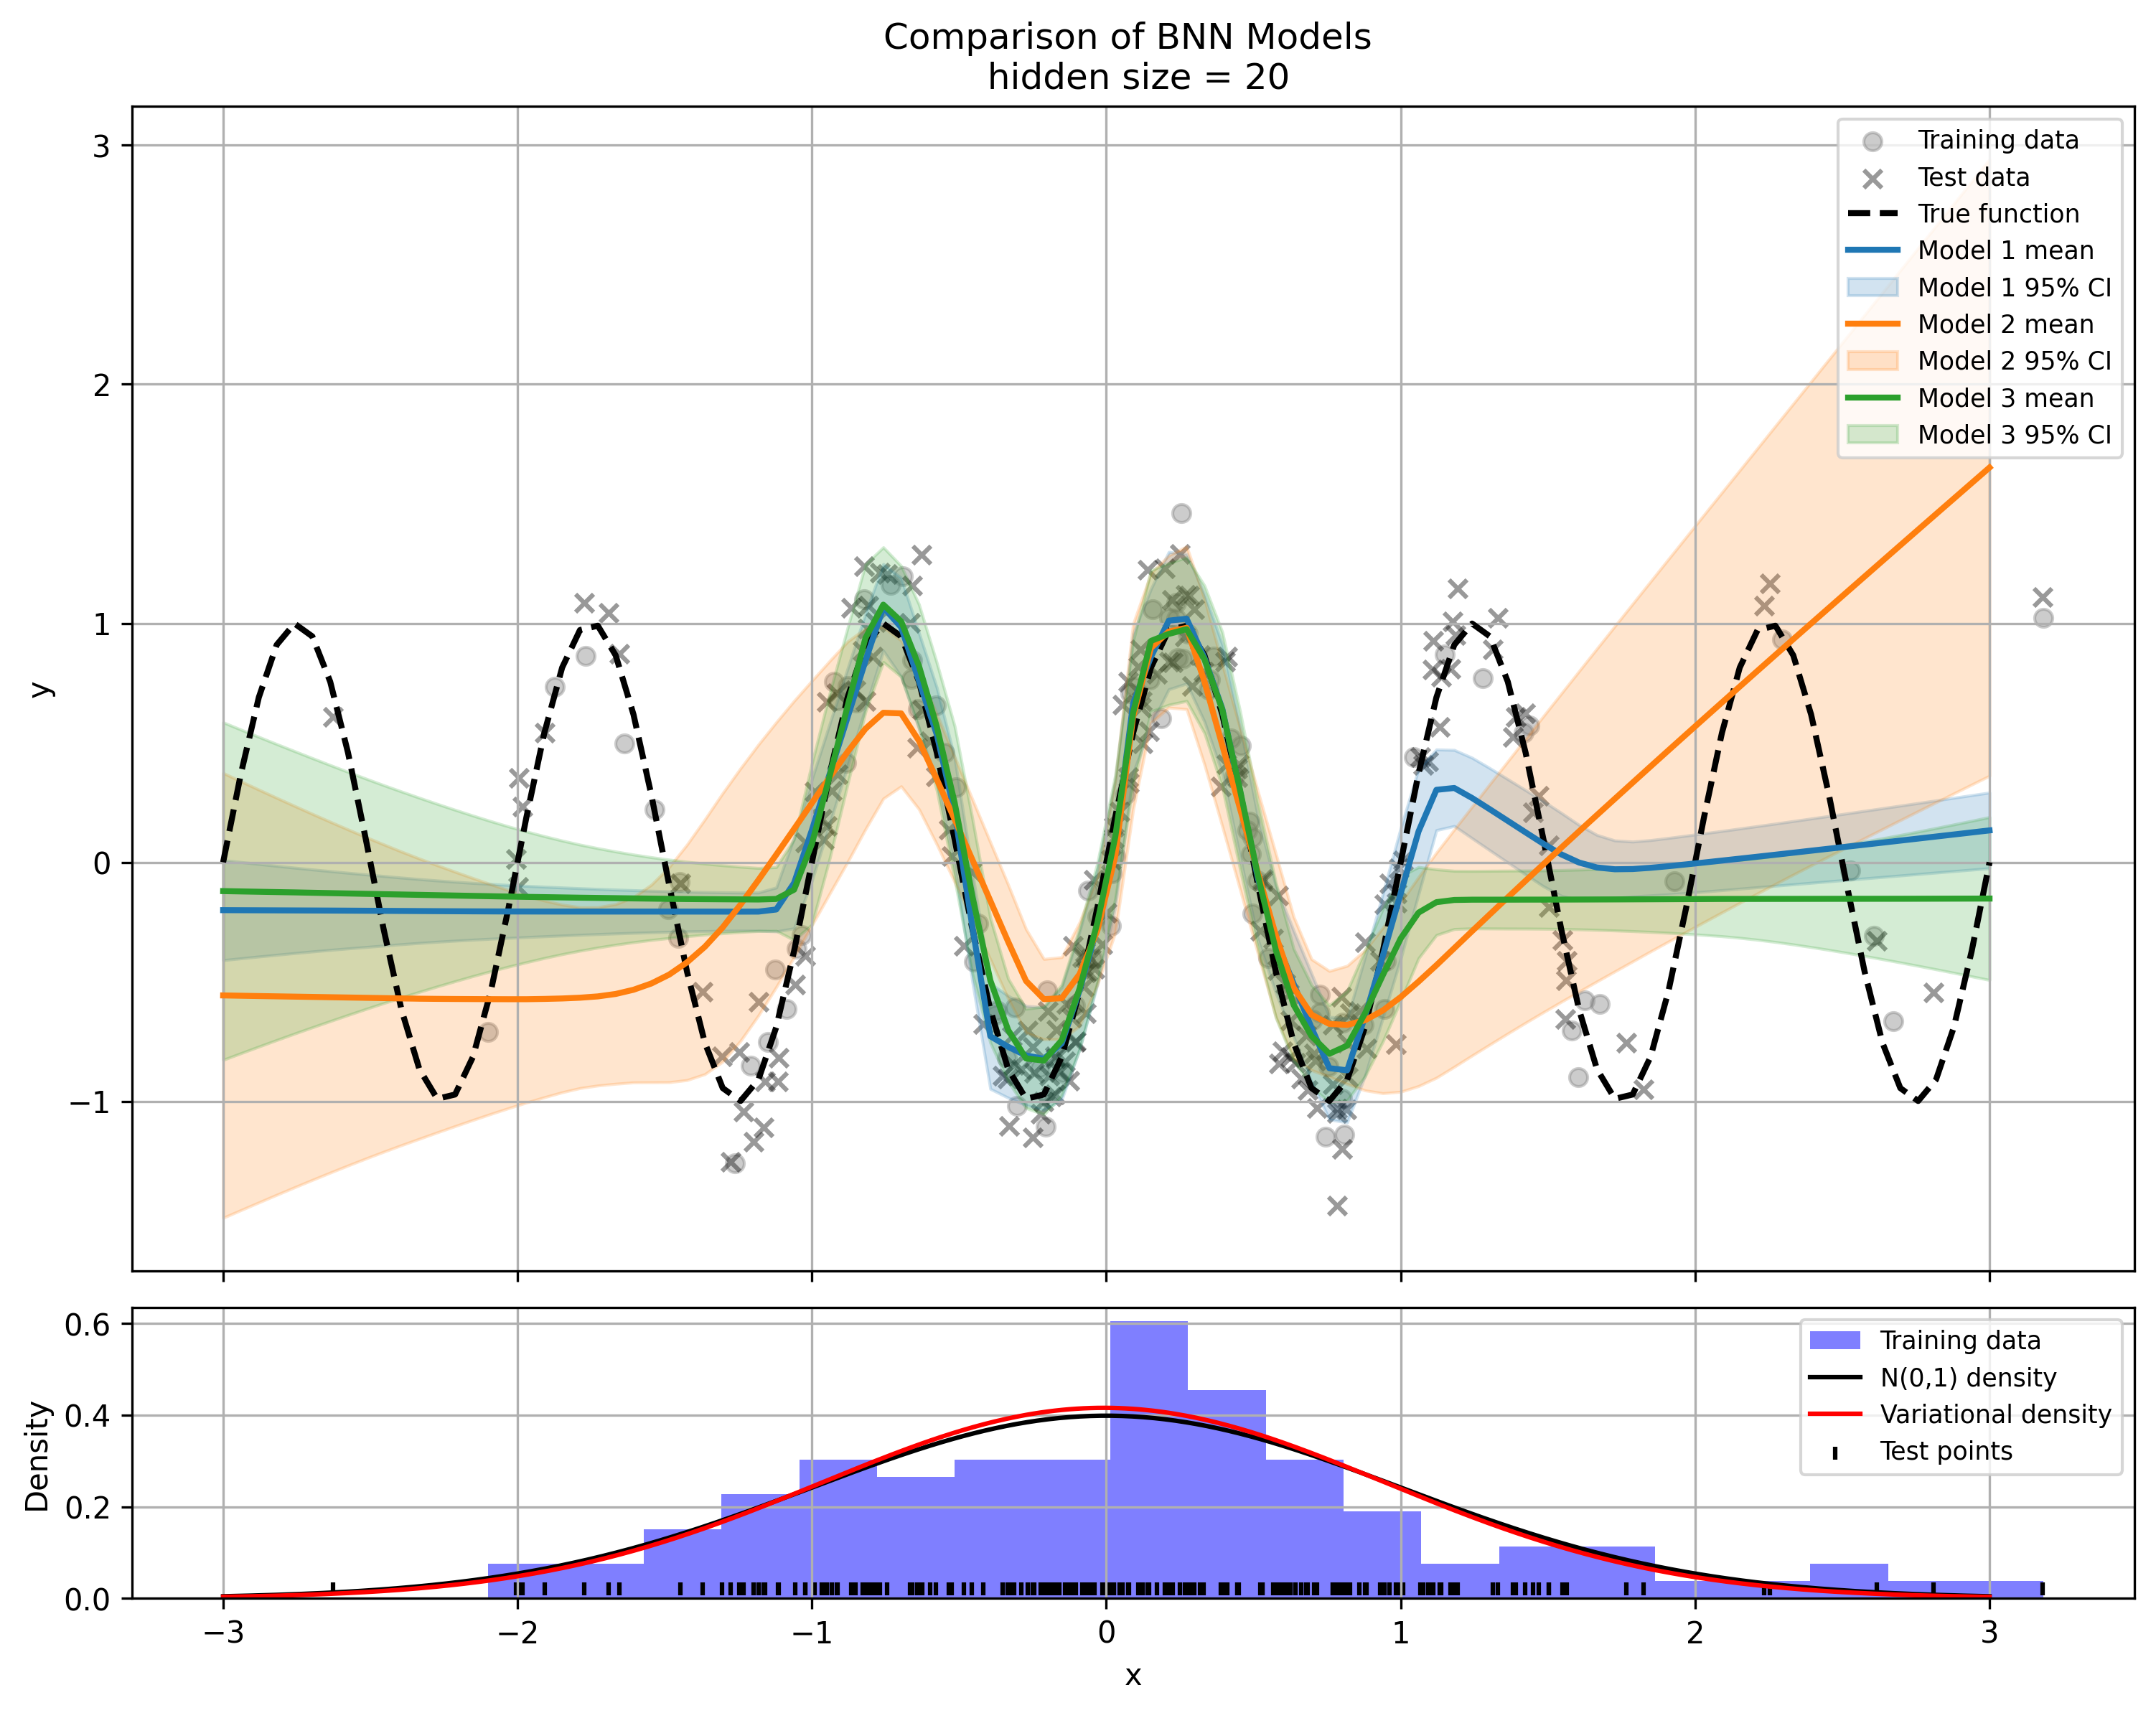 Comparison of BNN Models
hidden size = 20
3
2
1
0
−1
y
Training data
Test data
True function
Model 1 mean
Model 1 95% CI
Model 2 mean
Model 2 95% CI
Model 3 mean
Model 3 95% CI
0.6
0.4
0.2
0.0
Density
Training data
N(0,1) density
Variational density
Test points
−3
−2
−1
0
1
2
3
x